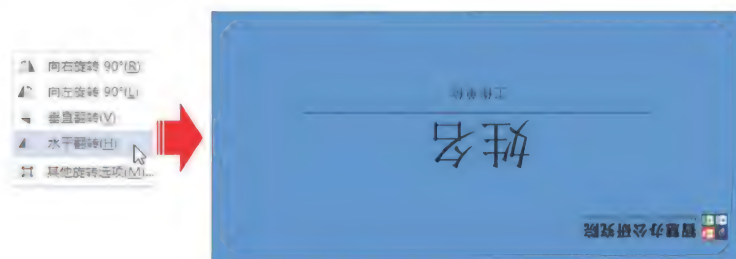 向右旋转 90°(R)
向左旋转 90°(L)
垂直翻转(V)
水平翻转(H)
其他旋转选项(M)...
工作单位
姓名
智慧办公研究院